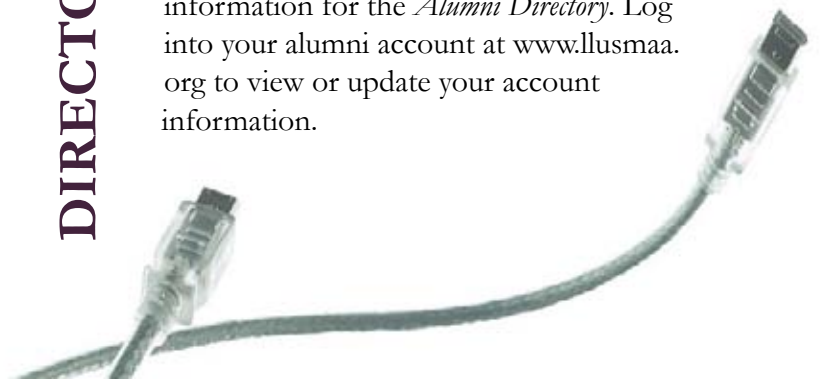 DIRECTO
information for the Alumni Directory. Log
into your alumni account at www.llusmaa.
org to view or update your account
information.